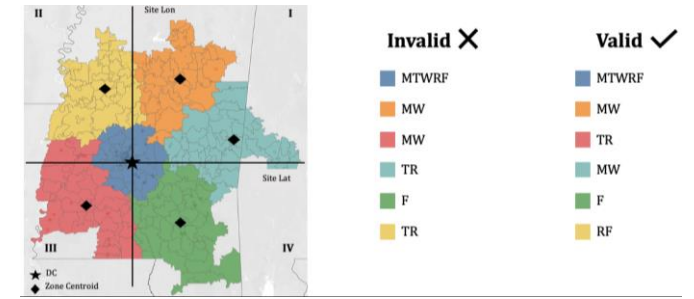 II
Site Lon
I
Site Lat
III
IV
DC
Zone Centroid
Invalid
MTWRF
MW
MW
TR
F
TR
Valid
MTWRF
MW
TR
MW
F
RF